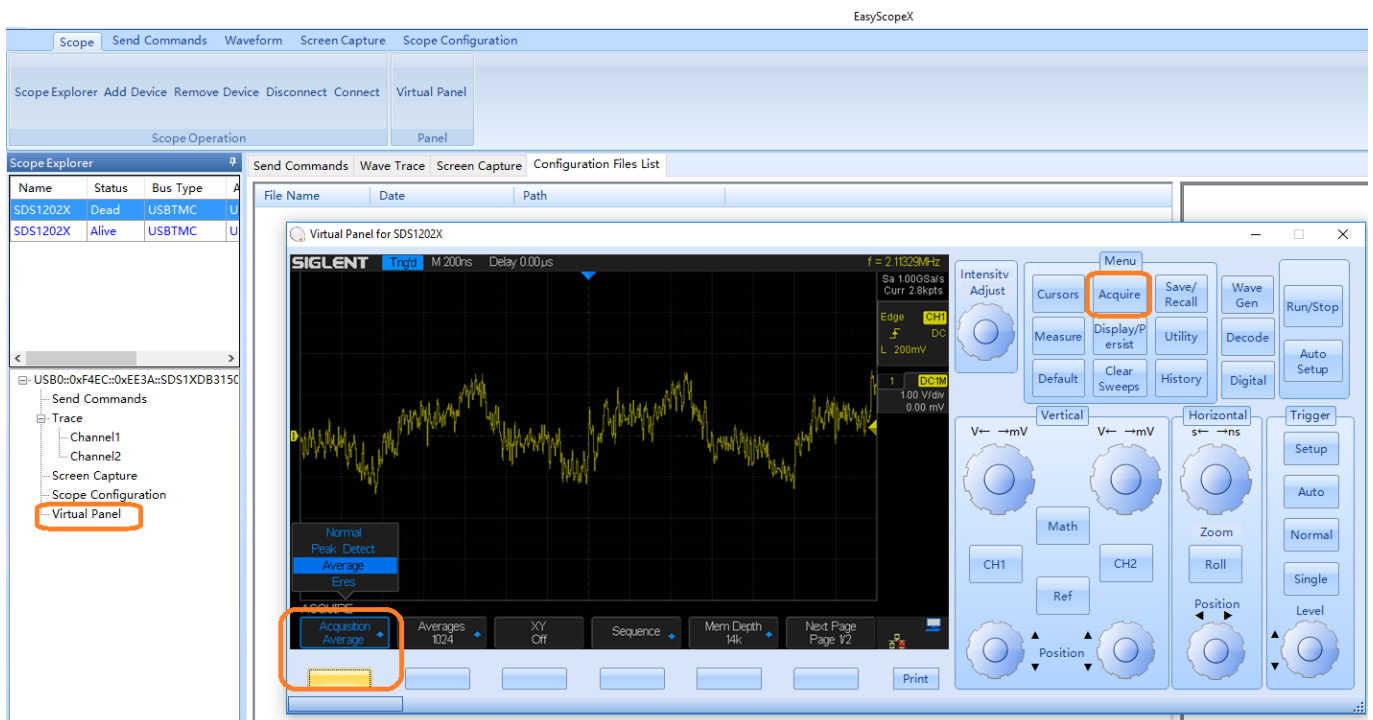 EasyScopeX
Scope Send Commands Waveform Screen Capture Scope Configuration
Scope Explorer Add Device Remove Device Disconnect Connect Virtual Panel
Scope Operation Panel
Scope Explorer
Name Status Bus Type A
SDS1202X Dead USBTMC U
SDS1202X Alive USBTMC U
USB0::0xF4EC::0xEE3A::SDS1XDB315C
Send Commands
Trace
Channel1
Channel2
Screen Capture
Scope Configuration
Virtual Panel
Send Commands Wave Trace Screen Capture Configuration Files List
File Name Date Path
Virtual Panel for SDS1202X
SIGLENT Trig'd M 200ns Delay 0.00µs f = 2.11329MHz
Sa 1.00GSa/s
Curr 2.8kpts
Edge CH1
DC
L 200mV
1 DC1M
1.00 V/div
0.00 mV
Normal
Peak Detect
Average
Eres
ACQUIRE
Acquisition
Average
Averages
1024
XY
Off
Sequence
Mem Depth
14k
Next Page
Page 1/2
Print
Intensity
Adjust
Menu
Cursors Acquire Save/
Recall
Measure Display/P
ersist
Utility
Default Clear
Sweeps
History
Wave
Gen
Decode
Digital
Run/Stop
Auto
Setup
Vertical
V← →mV V← →mV
Math
CH1 CH2
Ref
Position
Horizontal
s← →ns
Zoom
Roll
Position
Trigger
Setup
Auto
Normal
Single
Level